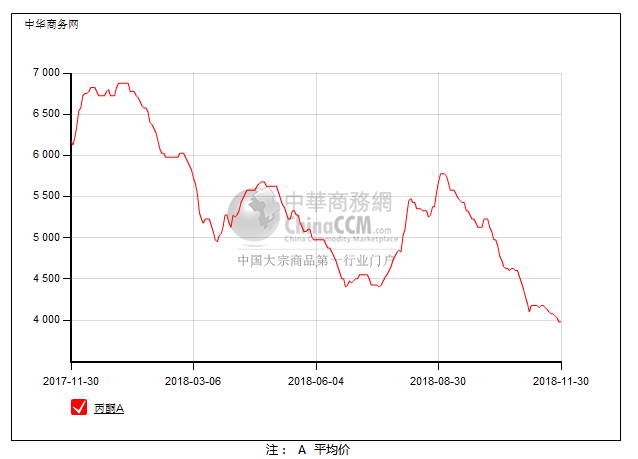 中华商务网
7 000
6 500
6 000
5 500
5 000
4 500
4 000
中華商務網
ChinaCCM.com
China Commodity Marketplace
中国大宗商品第一行业门户
2017-11-30 2018-03-06 2018-06-04 2018-08-30 2018-11-30
丙酮A
注： A 平均价